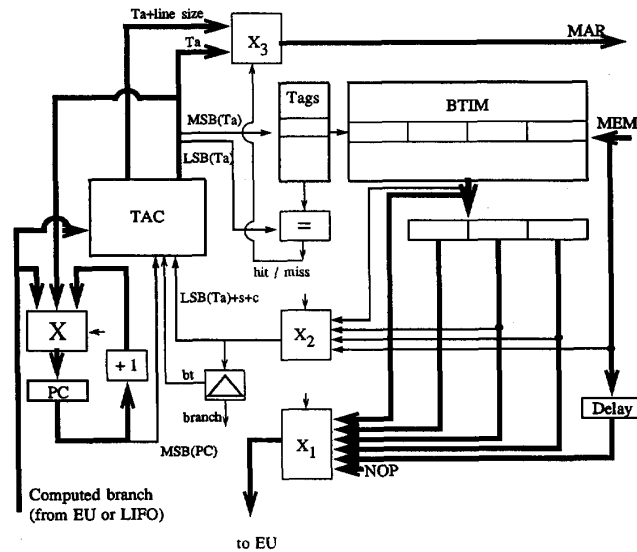 Ta+line size
MAR
X3
Ta
Tags
BTIM
MSB(Ta)
MEM
LSB(Ta)
TAC
=
hit / miss
LSB(Ta)+s+c
X
X2
+ 1
PC
bt
branch
Delay
MSB(PC)
X1
NOP
Computed branch
(from EU or LIFO)
to EU